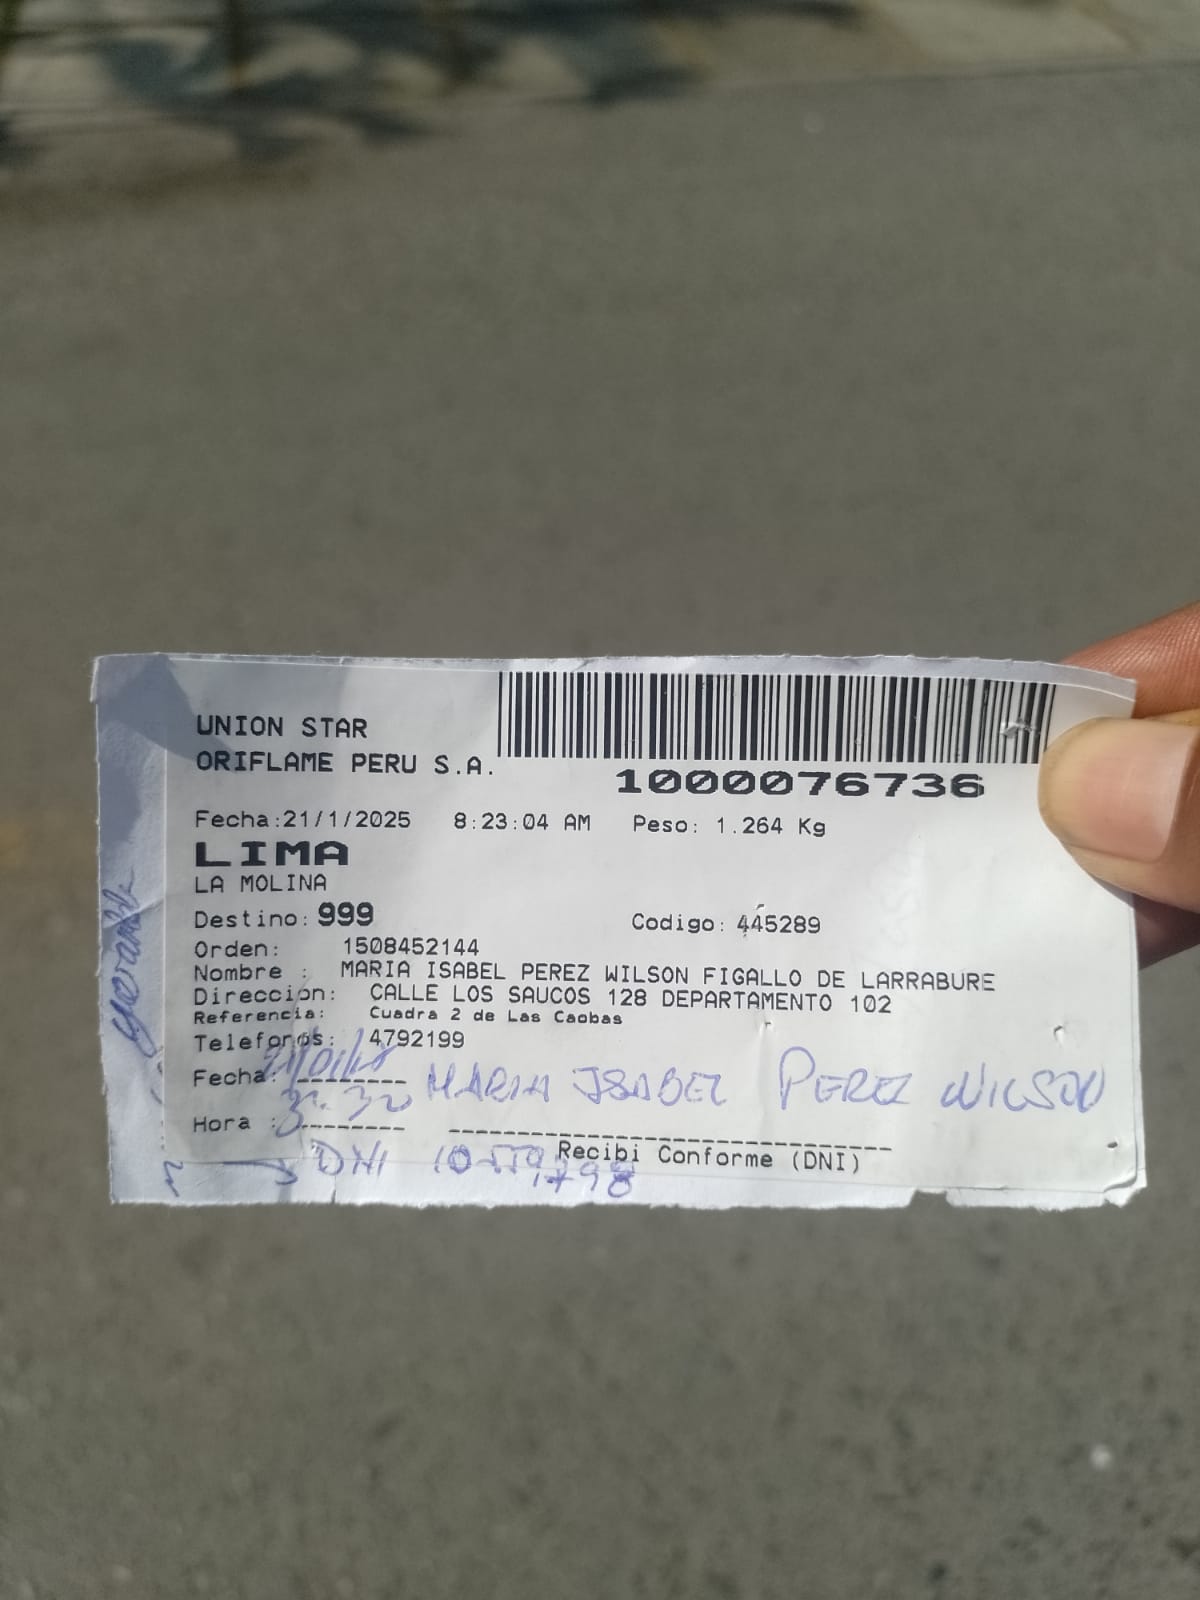 UNION STAR
ORIFLAME PERU S.A.
1000076736
Fecha:21/1/2025 8:23:04 AM Peso: 1.264 Kg
LIMA
LA MOLINA
Destino: 999 Codigo: 445289
Orden: 1508452144
Nombre : MARIA ISABEL PEREZ WILSON FIGALLO DE LARRABURE
Direccion: CALLE LOS SAUCOS 128 DEPARTAMENTO 102
Referencia: Cuadra 2 de Las Caobas
Telefonos: 4792199
Fecha: MARIA ISABEL PEREZ WILSON
Hora :
Recibi Conforme (DNI)
DNI